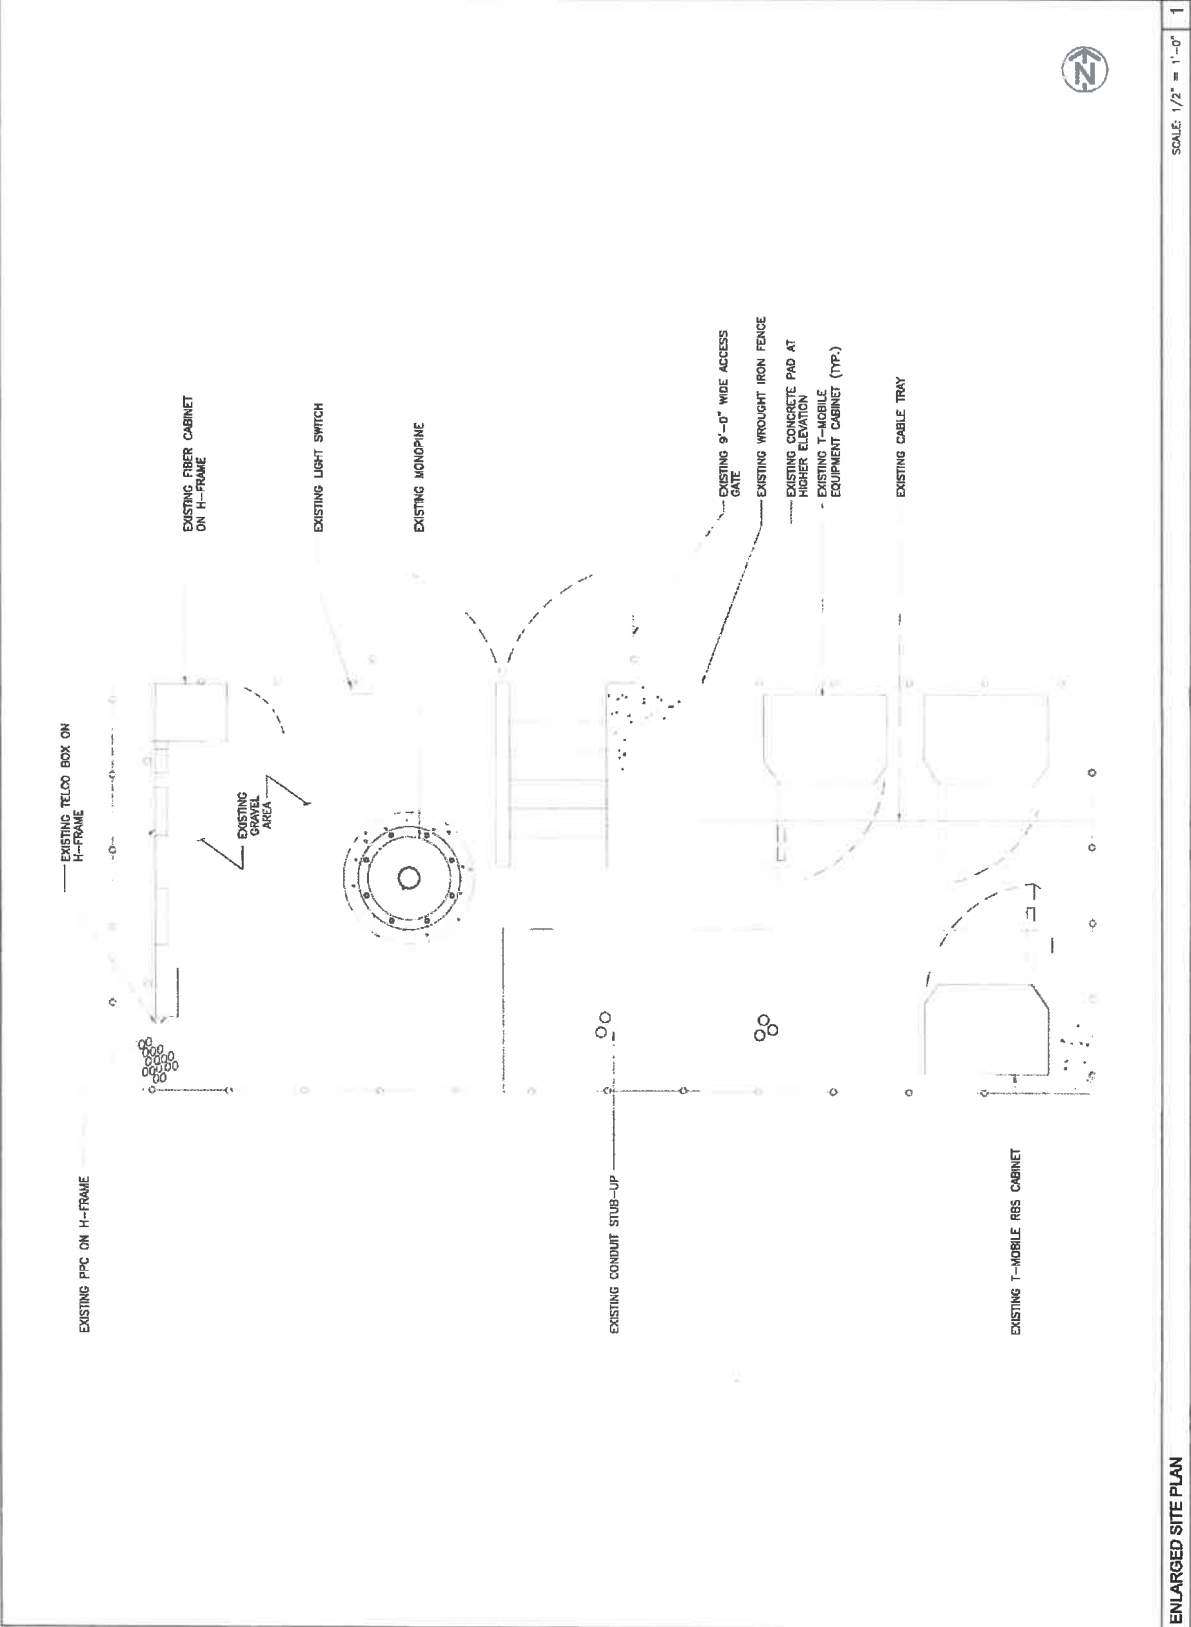 EXISTING TELCO BOX ON
H-FRAME
EXISTING PPC ON H-FRAME
EXISTING FIBER CABINET
ON H-FRAME
EXISTING
GRAVEL
AREA
EXISTING LIGHT SWITCH
EXISTING MONOPINE
EXISTING CONDUIT STUB-UP
EXISTING 9'-0" WIDE ACCESS
GATE
EXISTING WROUGHT IRON FENCE
EXISTING CONCRETE PAD AT
HIGHER ELEVATION
EXISTING T-MOBILE
EQUIPMENT CABINET (TYP.)
EXISTING CABLE TRAY
EXISTING T-MOBILE RBS CABINET
N
ENLARGED SITE PLAN
SCALE: 1/2" = 1'-0"
1